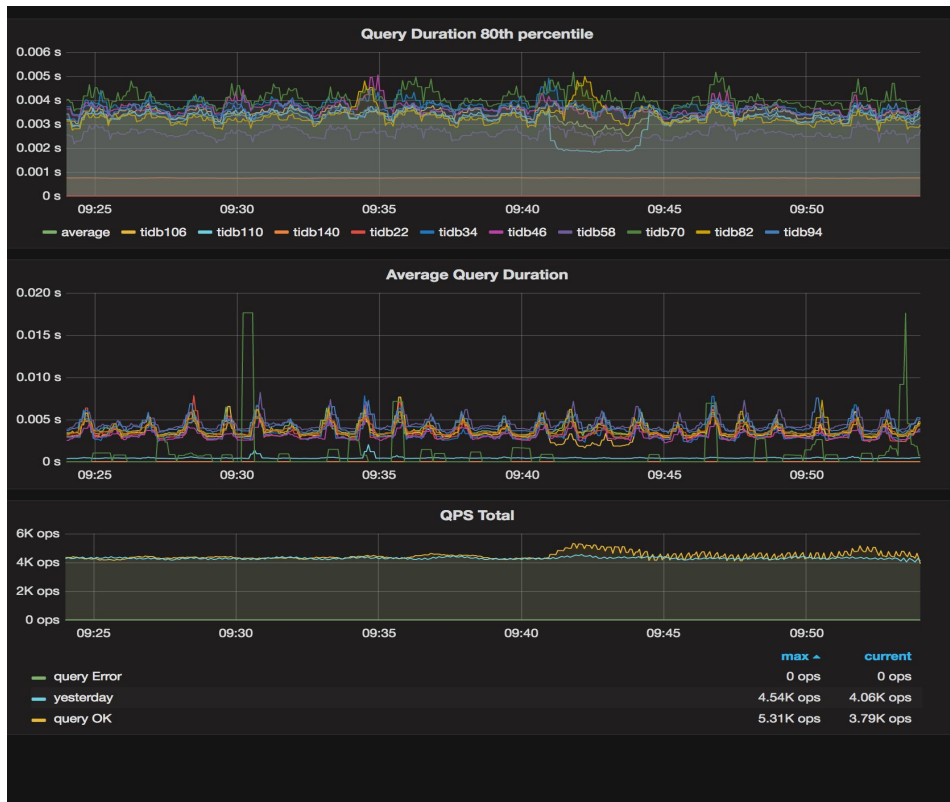 Query Duration 80th percentile
0.006 s
0.005 s
0.004 s
0.003 s
0.002 s
0.001 s
0 s
09:25 09:30 09:35 09:40 09:45 09:50
average tidb106 tidb110 tidb140 tidb22 tidb34 tidb46 tidb58 tidb70 tidb82 tidb94
Average Query Duration
0.020 s
0.015 s
0.010 s
0.005 s
0 s
09:25 09:30 09:35 09:40 09:45 09:50
QPS Total
6K ops
4K ops
2K ops
0 ops
09:25 09:30 09:35 09:40 09:45 09:50
max current
query Error 0 ops 0 ops
yesterday 4.54K ops 4.06K ops
query OK 5.31K ops 3.79K ops